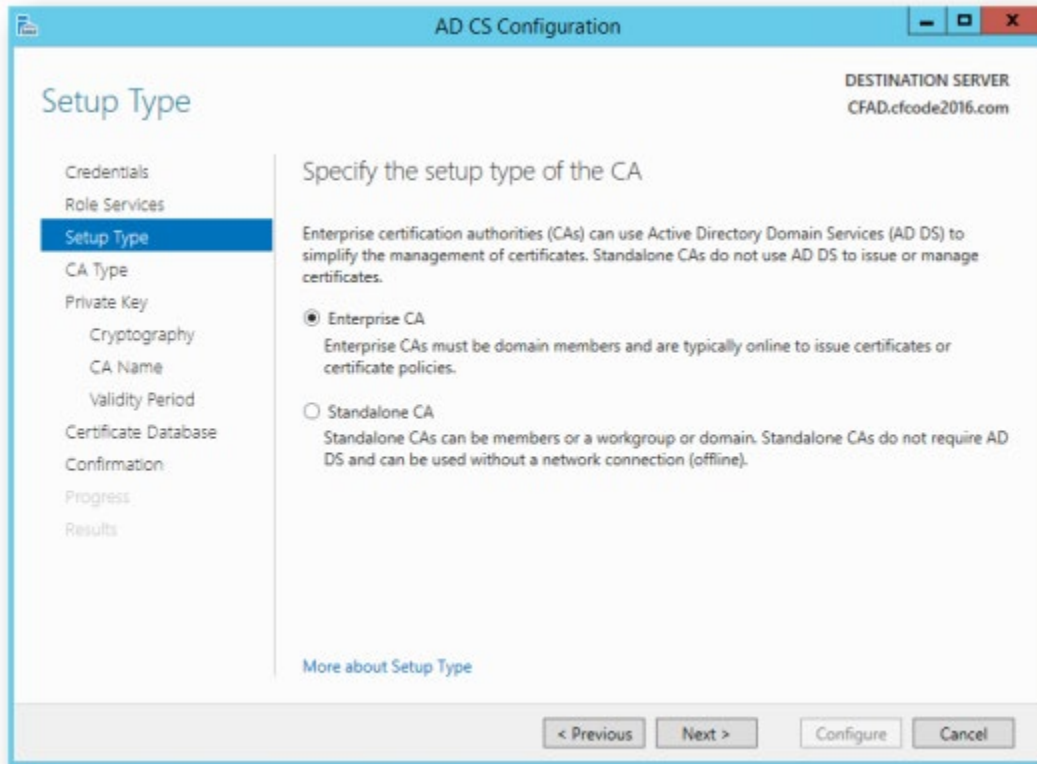 AD CS Configuration
Setup Type
DESTINATION SERVER
CFAD.cfcode2016.com
Credentials
Role Services
Setup Type
CA Type
Private Key
Cryptography
CA Name
Validity Period
Certificate Database
Confirmation
Progress
Results
Specify the setup type of the CA
Enterprise certification authorities (CAs) can use Active Directory Domain Services (AD DS) to
simplify the management of certificates. Standalone CAs do not use AD DS to issue or manage
certificates.
Enterprise CA
Enterprise CAs must be domain members and are typically online to issue certificates or
certificate policies.
Standalone CA
Standalone CAs can be members or a workgroup or domain. Standalone CAs do not require AD
DS and can be used without a network connection (offline).
More about Setup Type
< Previous
Next >
Configure
Cancel